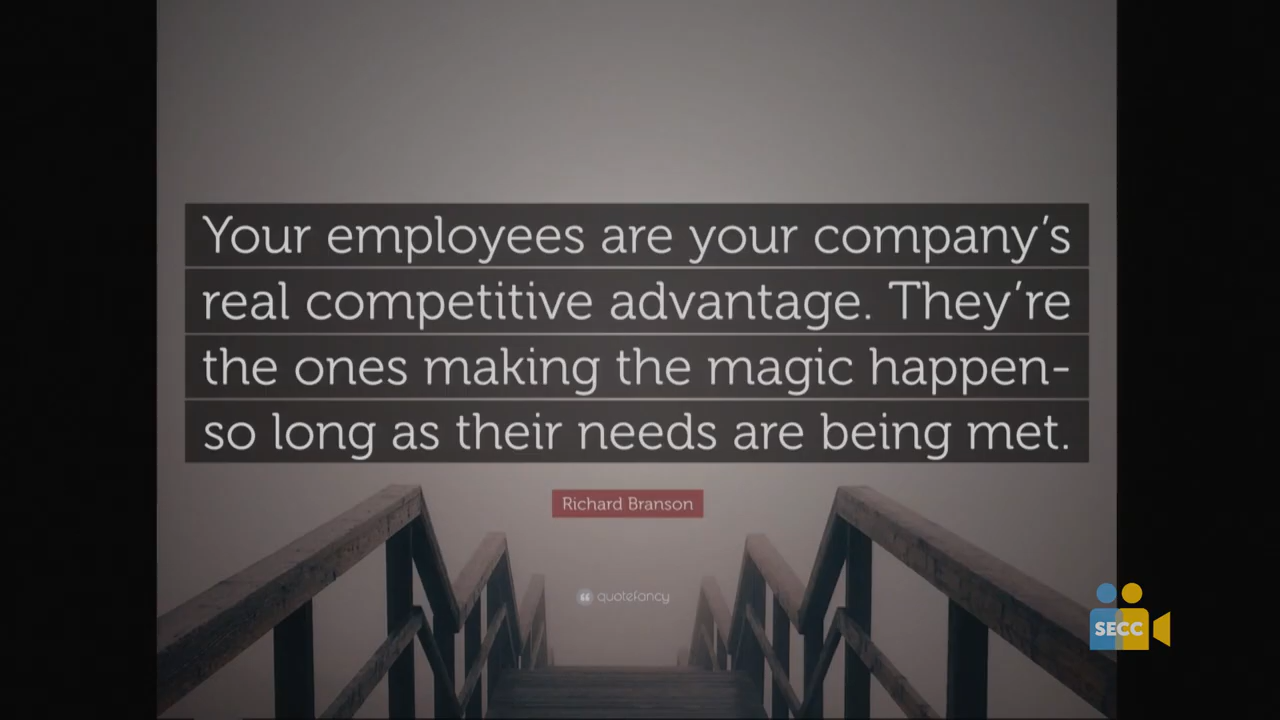 Your employees are your company's
real competitive advantage. They're
the ones making the magic happen-
so long as their needs are being met.
Richard Branson
“ quotefancy
SECC